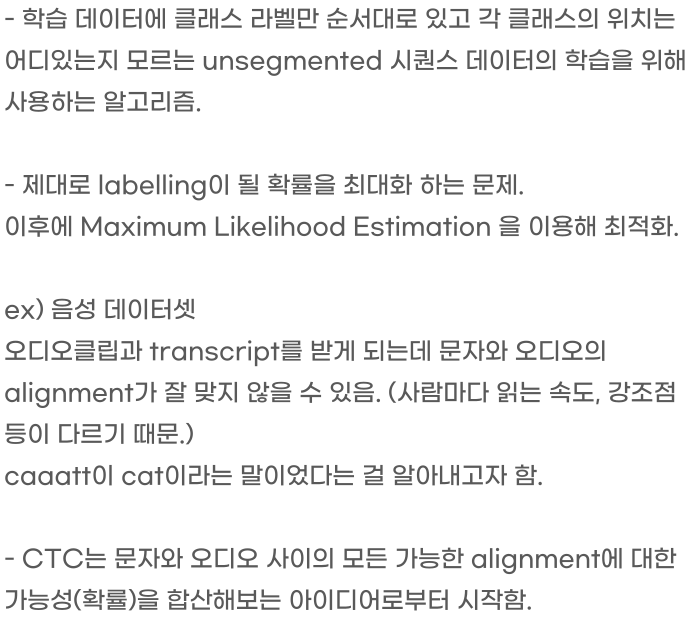 - 학습 데이터에 클래스 라벨만 순서대로 있고 각 클래스의 위치는
어디있는지 모르는 unsegmented 시퀀스 데이터의 학습을 위해
사용하는 알고리즘.
- 제대로 labelling이 될 확률을 최대화 하는 문제.
이후에 Maximum Likelihood Estimation 을 이용해 최적화.
ex) 음성 데이터셋
오디오클립과 transcript를 받게 되는데 문자와 오디오의
alignment가 잘 맞지 않을 수 있음. (사람마다 읽는 속도, 강조점
등이 다르기 때문.)
caaatt이 cat이라는 말이었다는 걸 알아내고자 함.
- CTC는 문자와 오디오 사이의 모든 가능한 alignment에 대한
가능성(확률)을 합산해보는 아이디어로부터 시작함.